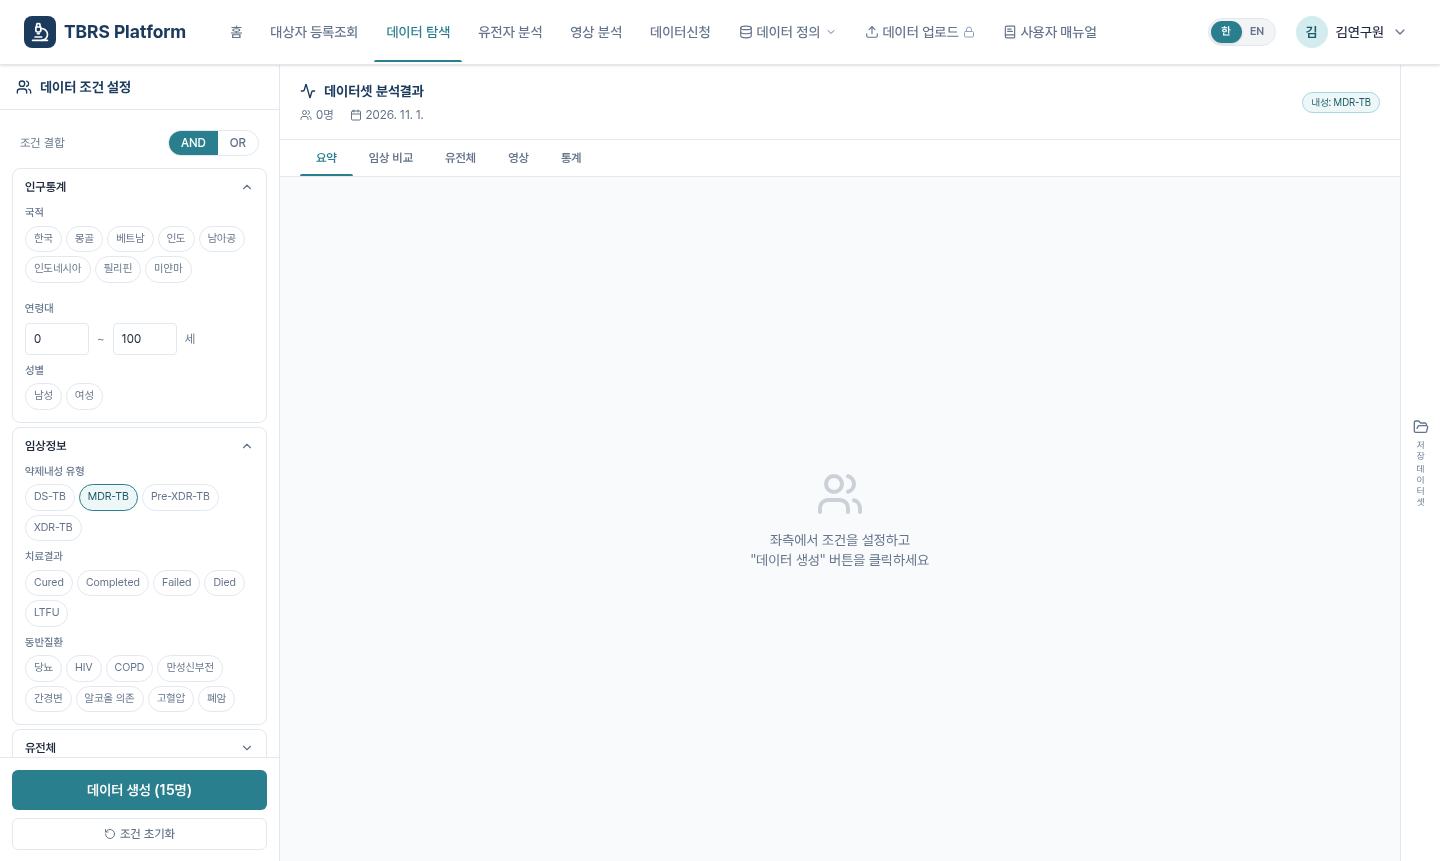 TBRS Platform
홈
대상자 등록조회
데이터 탐색
유전자 분석
영상 분석
데이터신청
데이터 정의
데이터 업로드
사용자 매뉴얼
한
EN
김
김연구원
데이터 조건 설정
조건 결합
AND
OR
인구통계
국적
한국
몽골
베트남
인도
남아공
인도네시아
필리핀
미얀마
연령대
0 ~ 100 세
성별
남성
여성
임상정보
약제내성 유형
DS-TB
MDR-TB
Pre-XDR-TB
XDR-TB
치료결과
Cured
Completed
Failed
Died
LTFU
동반질환
당뇨
HIV
COPD
만성신부전
간경변
알코올 의존
고혈압
폐암
유전체
데이터 생성 (15명)
조건 초기화
데이터셋 분석결과
0명
2026. 11. 1.
내성: MDR-TB
요약
임상 비교
유전체
영상
통계
좌측에서 조건을 설정하고
"데이터 생성" 버튼을 클릭하세요
저장 데이터셋